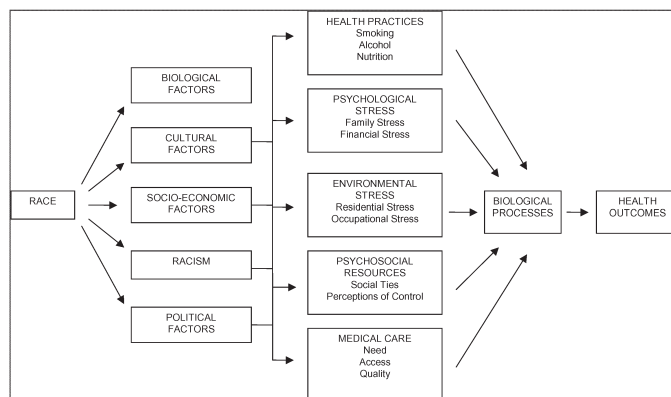 RACE
BIOLOGICAL
FACTORS
CULTURAL
FACTORS
SOCIO-ECONOMIC
FACTORS
RACISM
POLITICAL
FACTORS
HEALTH PRACTICES
Smoking
Alcohol
Nutrition
PSYCHOLOGICAL
STRESS
Family Stress
Financial Stress
ENVIRONMENTAL
STRESS
Residential Stress
Occupational Stress
PSYCHOSOCIAL
RESOURCES
Social Ties
Perceptions of Control
MEDICAL CARE
Need
Access
Quality
BIOLOGICAL
PROCESSES
HEALTH
OUTCOMES